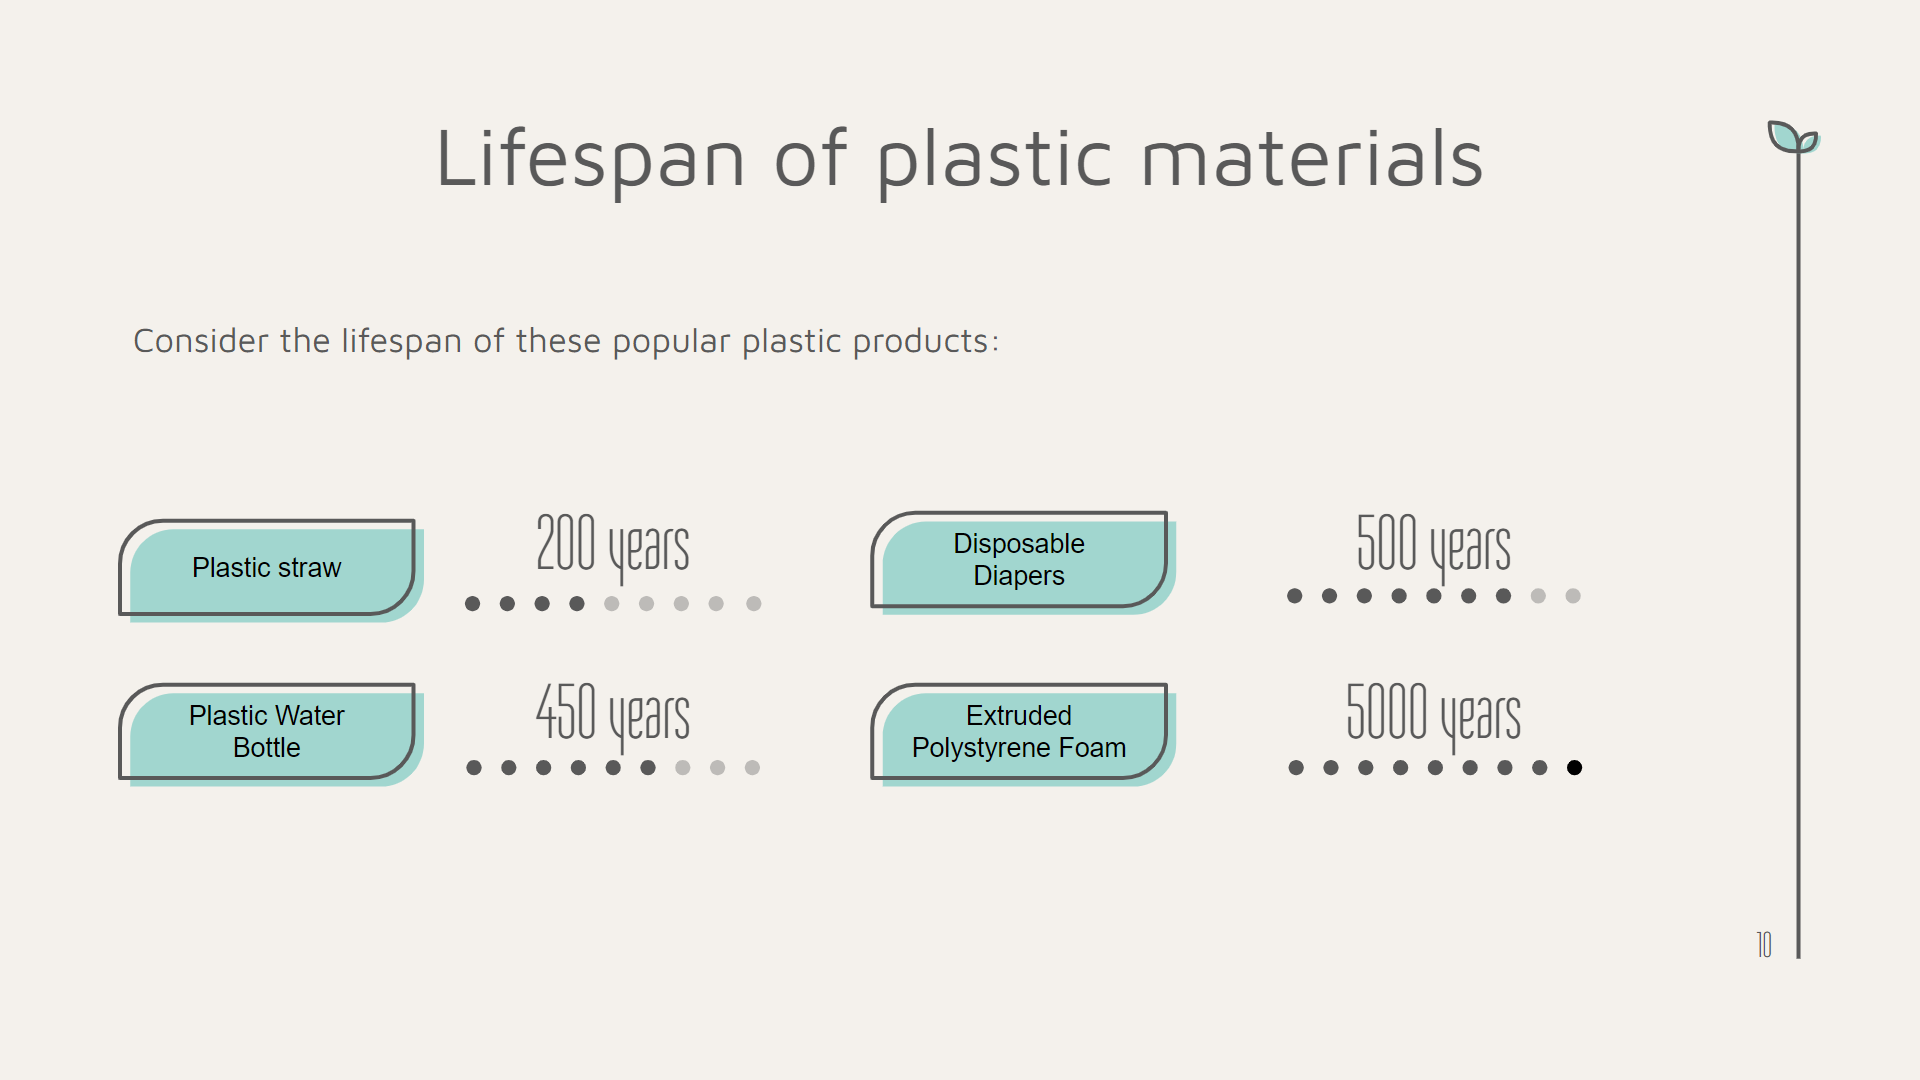 Lifespan of plastic materials
Consider the lifespan of these popular plastic products:
Plastic straw
200 years
Disposable
Diapers
500 years
Plastic Water
Bottle
450 years
Extruded
Polystyrene Foam
5000 years
10